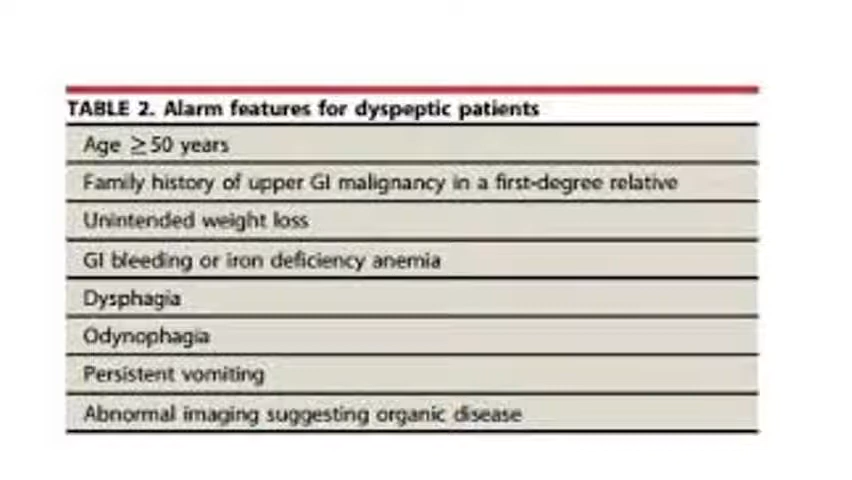 TABLE 2. Alarm features for dyspeptic patients
Age ≥50 years
Family history of upper GI malignancy in a first-degree relative
Unintended weight loss
GI bleeding or iron deficiency anemia
Dysphagia
Odynophagia
Persistent vomiting
Abnormal imaging suggesting organic disease